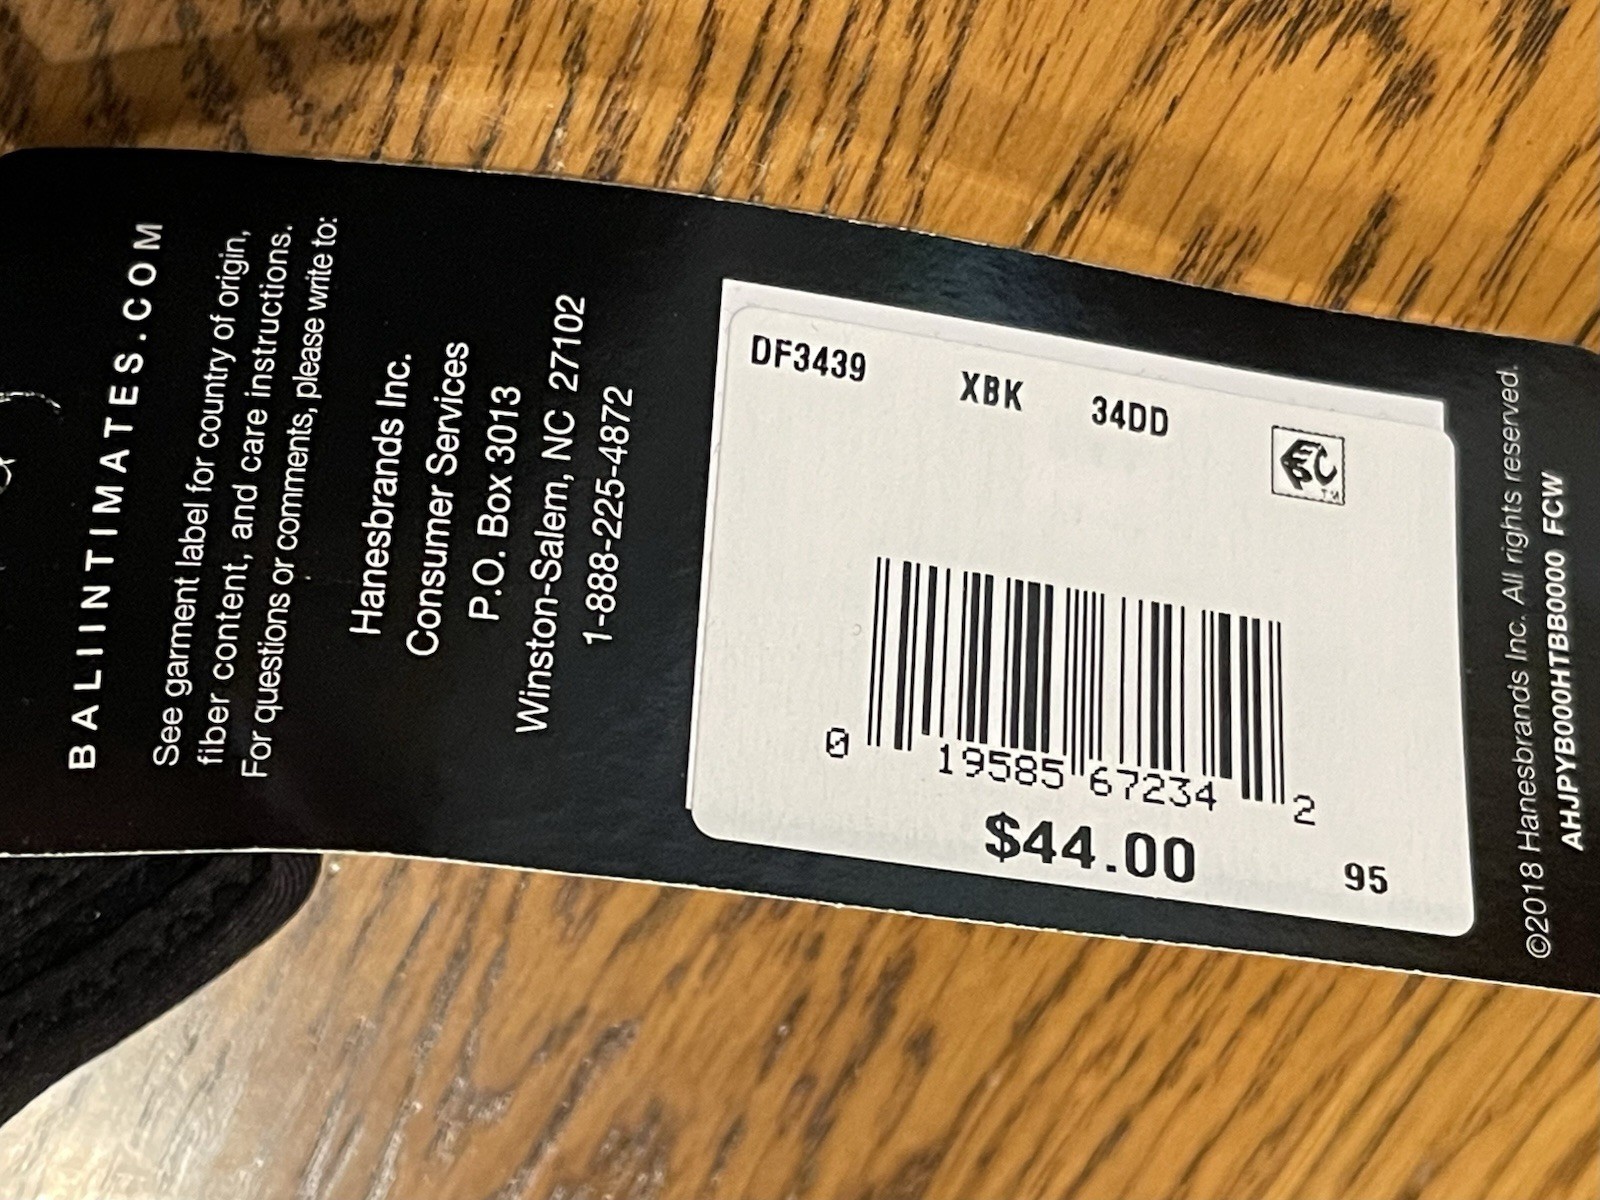 BALIINTIMATES.COM
See garment label for country of origin,
fiber content, and care instructions.
For questions or comments, please write to:
Hanesbrands Inc.
Consumer Services
P.O. Box 3013
Winston-Salem, NC 27102
1-888-225-4872
DF3439 XBK 34DD
TM
0 19585 67234 2
$44.00 95
©2018 Hanesbrands Inc. All rights reserved.
AHJPYB000HTBB0000 FCW